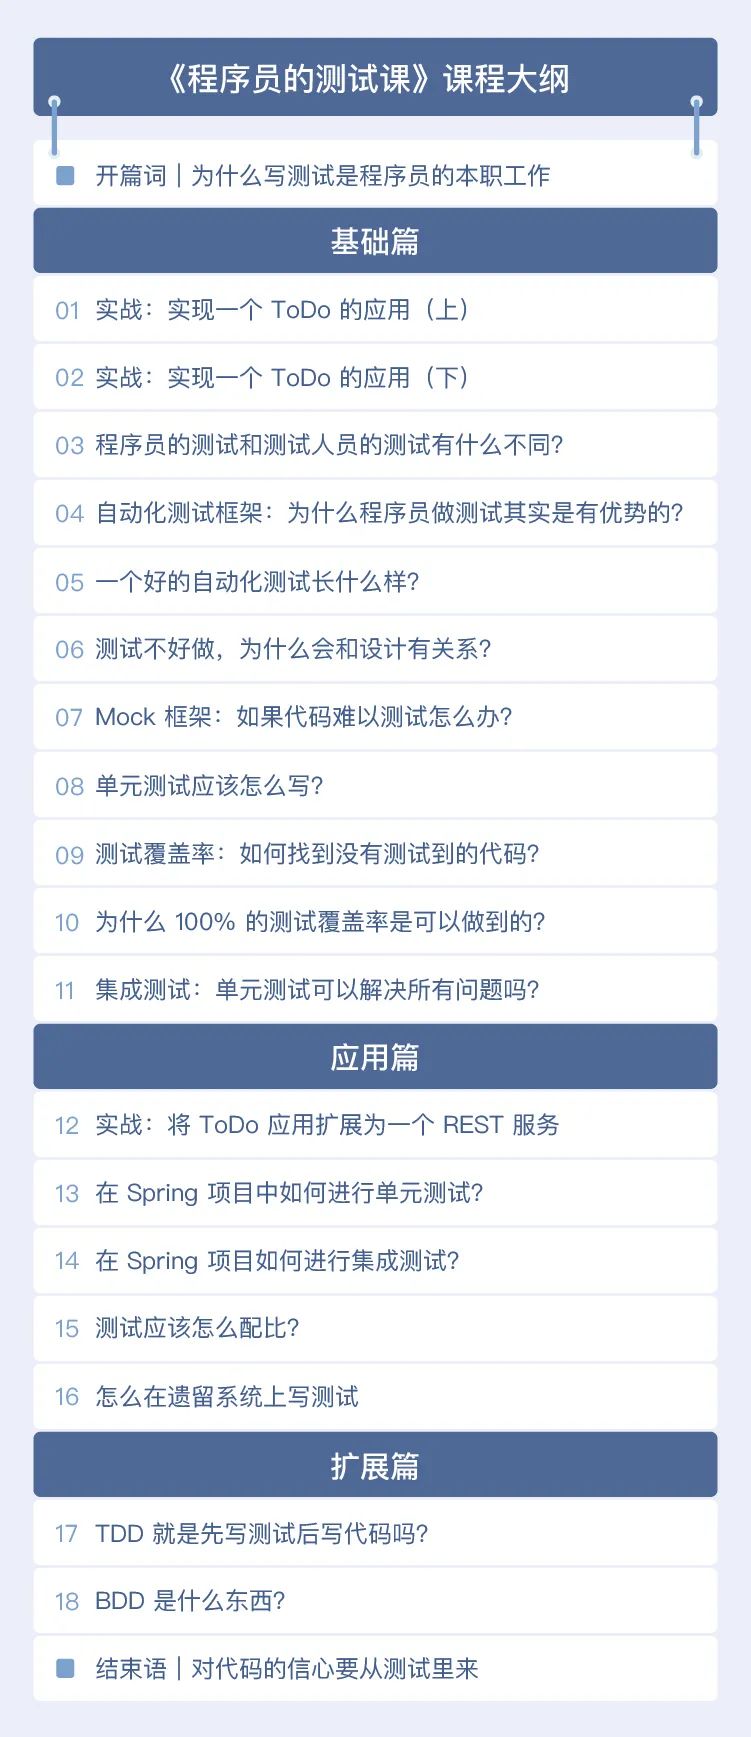 《程序员的测试课》课程大纲
开篇词｜为什么写测试是程序员的本职工作
基础篇
01 实战：实现一个 ToDo 的应用（上）
02 实战：实现一个 ToDo 的应用（下）
03 程序员的测试和测试人员的测试有什么不同？
04 自动化测试框架：为什么程序员做测试其实是有优势的？
05 一个好的自动化测试长什么样？
06 测试不好做，为什么会和设计有关系？
07 Mock 框架：如果代码难以测试怎么办？
08 单元测试应该怎么写？
09 测试覆盖率：如何找到没有测试到的代码？
10 为什么 100% 的测试覆盖率是可以做到的？
11 集成测试：单元测试可以解决所有问题吗？
应用篇
12 实战：将 ToDo 应用扩展为一个 REST 服务
13 在 Spring 项目中如何进行单元测试？
14 在 Spring 项目如何进行集成测试？
15 测试应该怎么配比？
16 怎么在遗留系统上写测试
扩展篇
17 TDD 就是先写测试后写代码吗？
18 BDD 是什么东西？
结束语｜对代码的信心要从测试里来